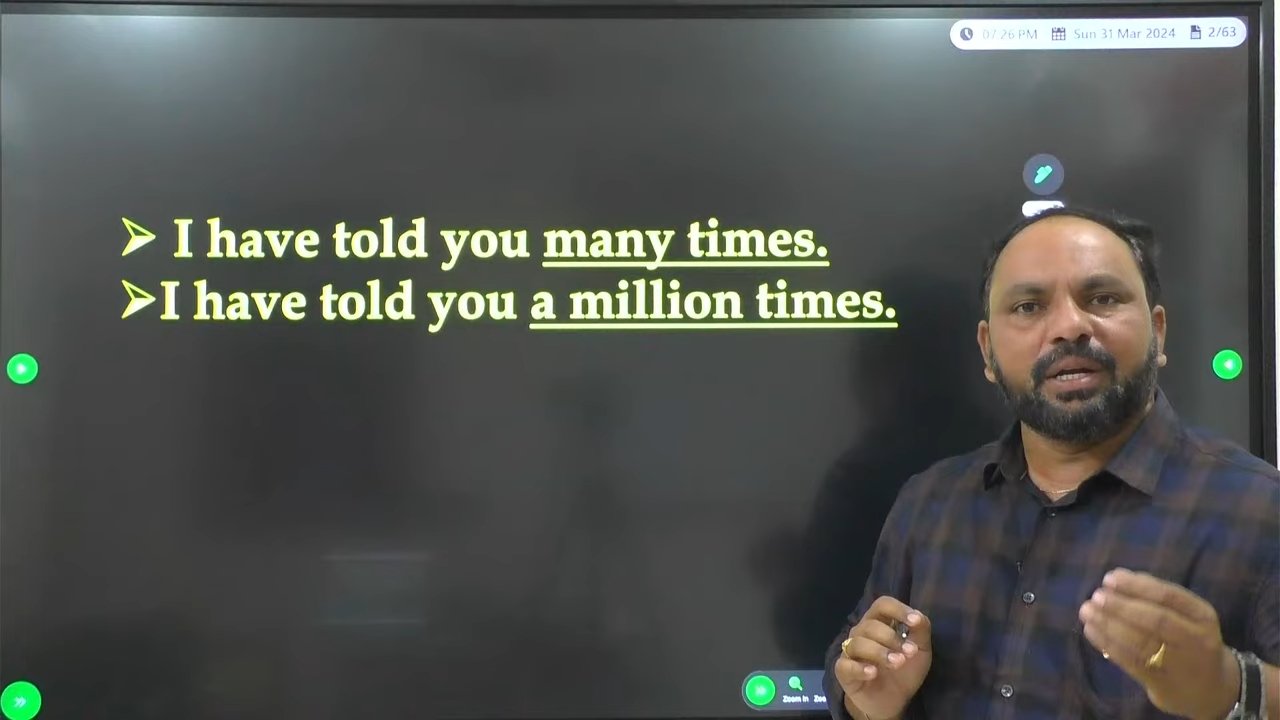 07:26 PM Sun 31 Mar 2024 2/63
➢ I have told you many times.
➢I have told you a million times.
Zoom In